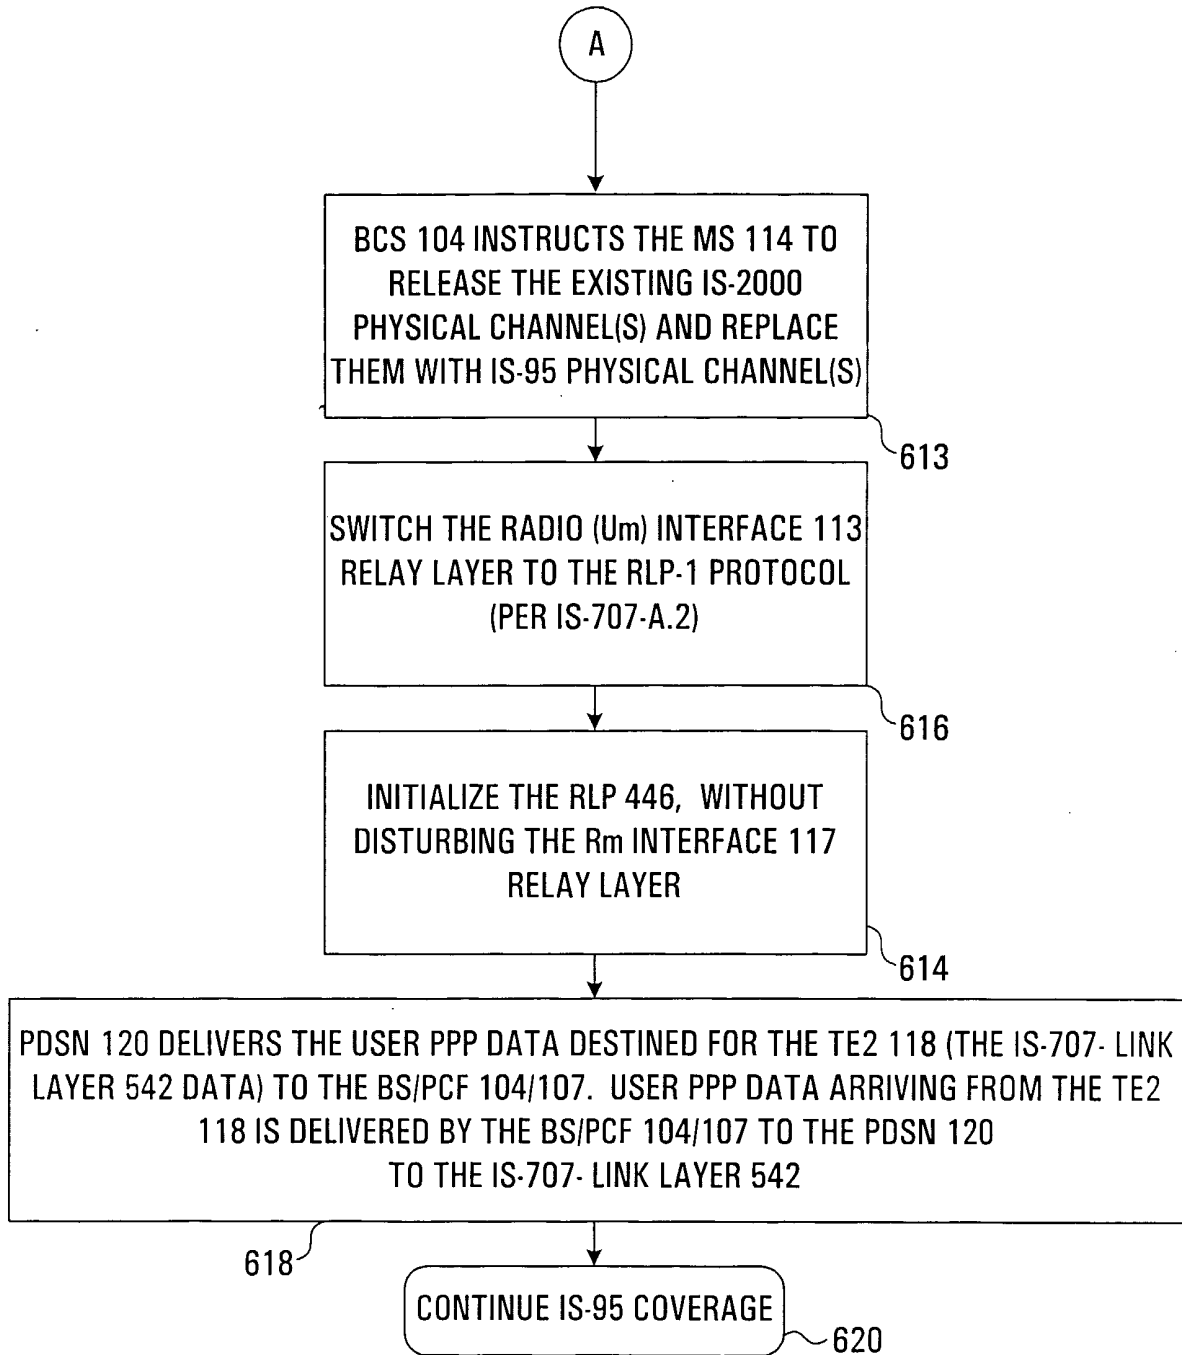 A
BCS 104 INSTRUCTS THE MS 114 TO
RELEASE THE EXISTING IS-2000
PHYSICAL CHANNEL(S) AND REPLACE
THEM WITH IS-95 PHYSICAL CHANNEL(S)
613
SWITCH THE RADIO (Um) INTERFACE 113
RELAY LAYER TO THE RLP-1 PROTOCOL
(PER IS-707-A.2)
616
INITIALIZE THE RLP 446, WITHOUT
DISTURBING THE Rm INTERFACE 117
RELAY LAYER
614
PDSN 120 DELIVERS THE USER PPP DATA DESTINED FOR THE TE2 118 (THE IS-707- LINK
LAYER 542 DATA) TO THE BS/PCF 104/107. USER PPP DATA ARRIVING FROM THE TE2
118 IS DELIVERED BY THE BS/PCF 104/107 TO THE PDSN 120
TO THE IS-707- LINK LAYER 542
618
CONTINUE IS-95 COVERAGE
620